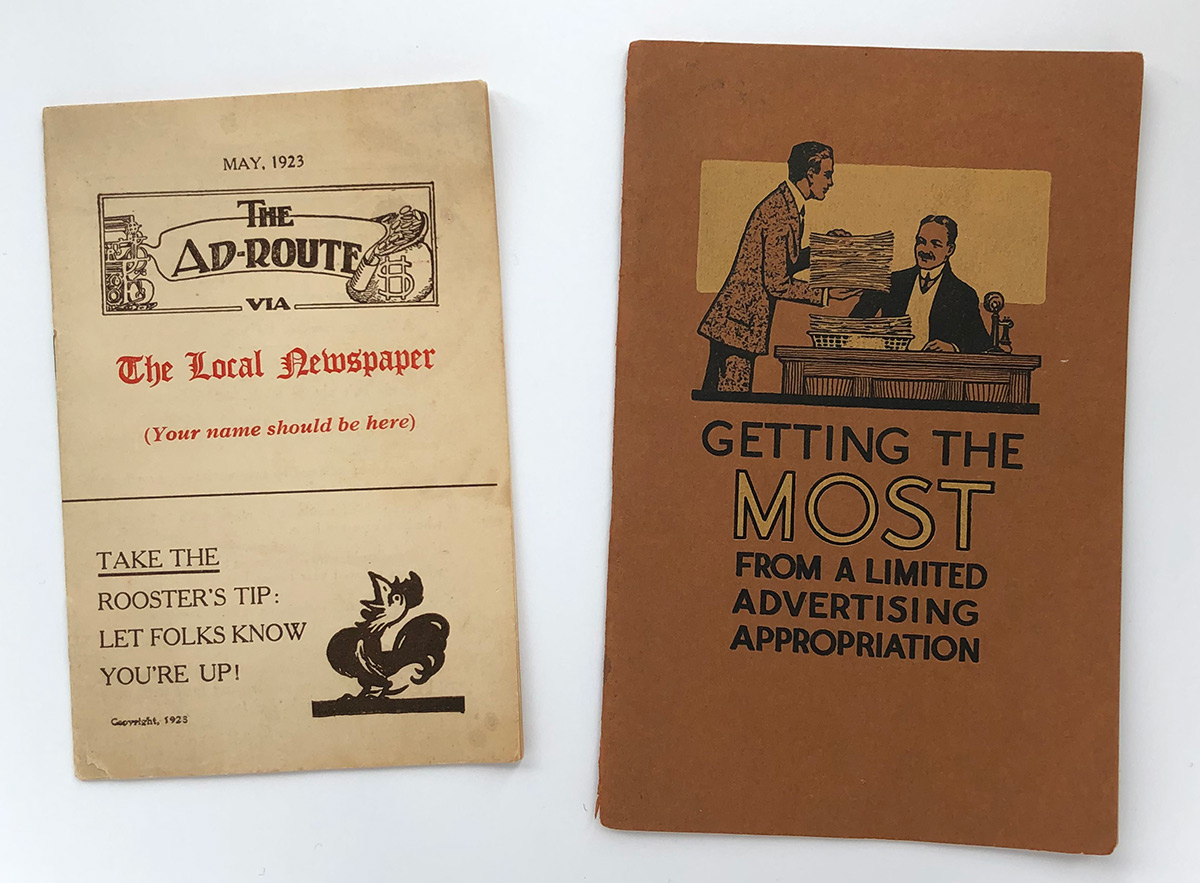 MAY, 1923
THE
AD-ROUTE
$
VIA
The Local Newspaper
(Your name should be here)
TAKE THE
ROOSTER'S TIP:
LET FOLKS KNOW
YOU'RE UP!
Copyright, 1923
GETTING THE
MOST
FROM A LIMITED
ADVERTISING
APPROPRIATION